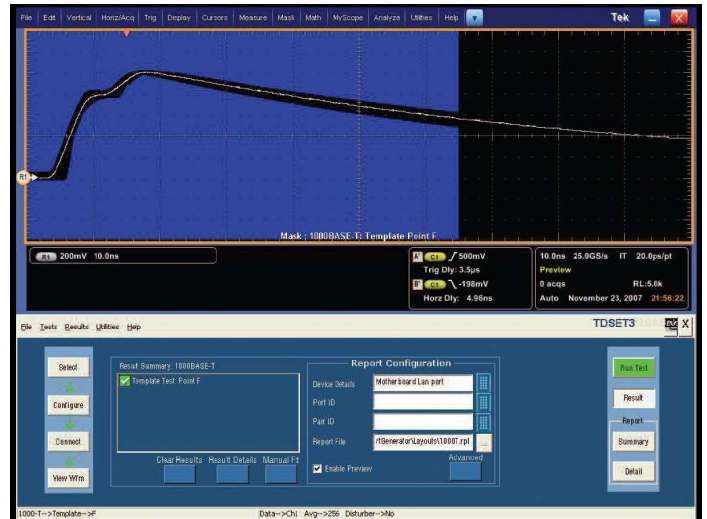 File Edit Vertical Horiz/Acq Trig Display Cursors Measure Mask Math MyScope Analyze Utilities Help Tek X
R1
Mask : 1000BASE-T: Template Point F
R1 200mV 10.0ns
A' C1 500mV
Trig Dly: 3.5µs
B' C1 -198mV
Horz Dly: 4.96ns
10.0ns 25.0GS/s IT 20.0ps/pt
Preview
0 acqs RL:5.0k
Auto November 23, 2007 21:56:22
File Tests Results Utilities Help TDSET3 Tek X
Select
Configure
Connect
View Wfm
Result Summary: 1000BASE-T
Template Test: Point F
Clear Results Result Details Manual Fit
Report Configuration
Device Details Motherboard Lan port
Port ID
Pair ID
Report File rtGenerator\Layouts\1000T.rpl ...
Enable Preview
Advanced
Run Test
Result
Report
Summary
Detail
1000-T-->Template-->F Data-->Ch1 Avg-->256 Disturber-->No